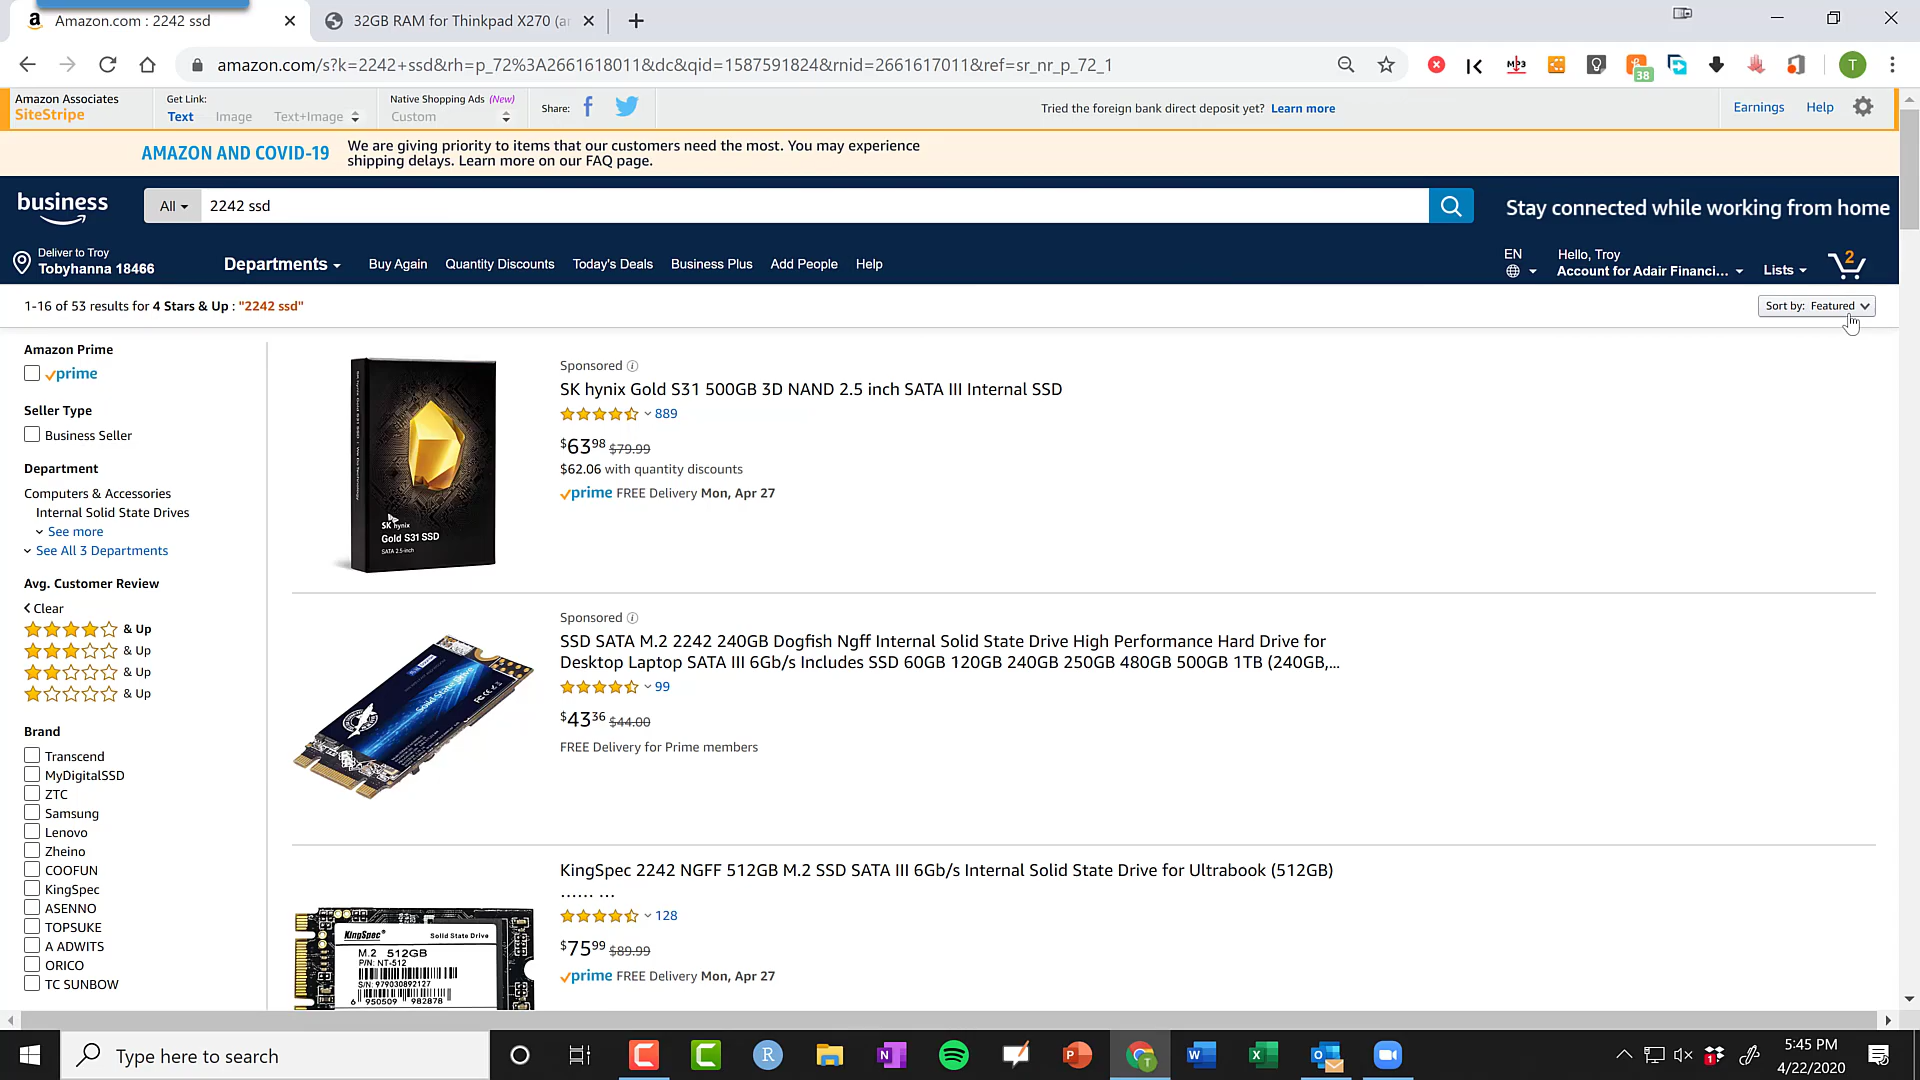 Amazon.com : 2242 ssd
32GB RAM for Thinkpad X270 (ar
amazon.com/s?k=2242+ssd&rh=p_72%3A2661618011&dc&qid=1587591824&rnid=2661617011&ref=sr_nr_p_72_1
MP3
38
T
Amazon Associates
SiteStripe
Get Link:
Text Image Text+Image
Native Shopping Ads (New)
Custom
Share:
Tried the foreign bank direct deposit yet? Learn more
Earnings Help
AMAZON AND COVID-19
We are giving priority to items that our customers need the most. You may experience
shipping delays. Learn more on our FAQ page.
business
All
2242 ssd
Stay connected while working from home
Deliver to Troy
Tobyhanna 18466
Departments
Buy Again Quantity Discounts Today's Deals Business Plus Add People Help
EN
Hello, Troy
Account for Adair Financi...
Lists
2
1-16 of 53 results for 4 Stars & Up : "2242 ssd"
Sort by: Featured
Amazon Prime
prime
Seller Type
Business Seller
Department
Computers & Accessories
Internal Solid State Drives
See more
See All 3 Departments
Avg. Customer Review
Clear
& Up
& Up
& Up
& Up
Brand
Transcend
MyDigitalSSD
ZTC
Samsung
Lenovo
Zheino
COOFUN
KingSpec
ASENNO
TOPSUKE
A ADWITS
ORICO
TC SUNBOW
SK hynix
Gold S31 SSD
SATA 2.5-inch
Sponsored
SK hynix Gold S31 500GB 3D NAND 2.5 inch SATA III Internal SSD
889
$63.98 $79.99
$62.06 with quantity discounts
prime FREE Delivery Mon, Apr 27
Sponsored
SSD SATA M.2 2242 240GB Dogfish Ngff Internal Solid State Drive High Performance Hard Drive for
Desktop Laptop SATA III 6Gb/s Includes SSD 60GB 120GB 240GB 250GB 480GB 500GB 1TB (240GB,...
99
$43.36 $44.00
FREE Delivery for Prime members
KingSpec 2242 NGFF 512GB M.2 SSD SATA III 6Gb/s Internal Solid State Drive for Ultrabook (512GB)
...... ...
128
$75.99 $89.99
prime FREE Delivery Mon, Apr 27
KingSpec Solid State Drive
M.2 512GB
P/N: NT-512
S/N: 979030892127
6 950509 982878
Type here to search
5:45 PM
4/22/2020